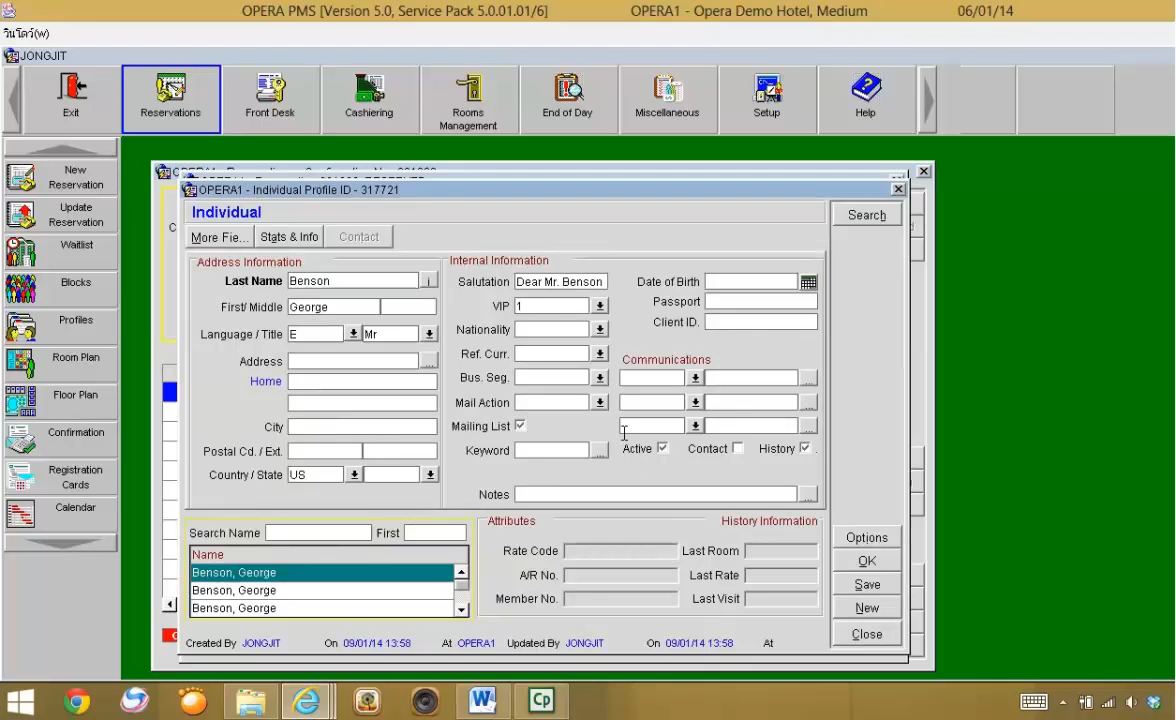 OPERA PMS [Version 5.0, Service Pack 5.0.01.01/6] OPERA1 - Opera Demo Hotel, Medium 06/01/14
วินโดว์(w)
JONGJIT
Exit
Reservations
Front Desk
Cashiering
Rooms
Management
End of Day
Miscellaneous
Setup
Help
New
Reservation
Update
Reservation
Waitlist
Blocks
Profiles
Room Plan
Floor Plan
Confirmation
Registration
Cards
Calendar
OPERA1 - Individual Profile ID - 317721
Individual
Search
More Fie... Stats & Info Contact
Address Information
Last Name Benson
First/ Middle George
Language / Title E Mr
Address
Home
City
Postal Cd. / Ext.
Country / State US
Internal Information
Salutation Dear Mr. Benson
VIP 1
Nationality
Ref. Curr.
Bus. Seg.
Mail Action
Mailing List
Keyword
Date of Birth
Passport
Client ID.
Communications
Active Contact History
Notes
Search Name First
Name
Benson, George
Benson, George
Benson, George
Attributes History Information
Rate Code Last Room
A/R No. Last Rate
Member No. Last Visit
Options
OK
Save
New
Close
Created By JONGJIT On 09/01/14 13:58 At OPERA1 Updated By JONGJIT On 09/01/14 13:58 At
W Cp